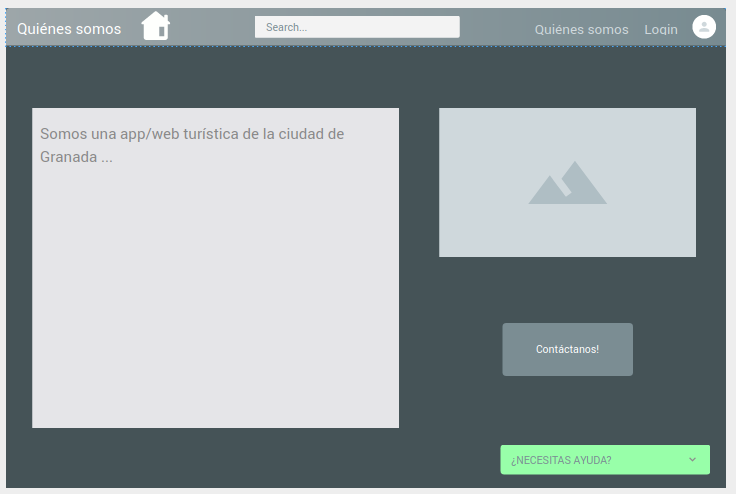 Quiénes somos
Search...
Quiénes somos
Login
Somos una app/web turística de la ciudad de
Granada ...
Contáctanos!
¿NECESITAS AYUDA?